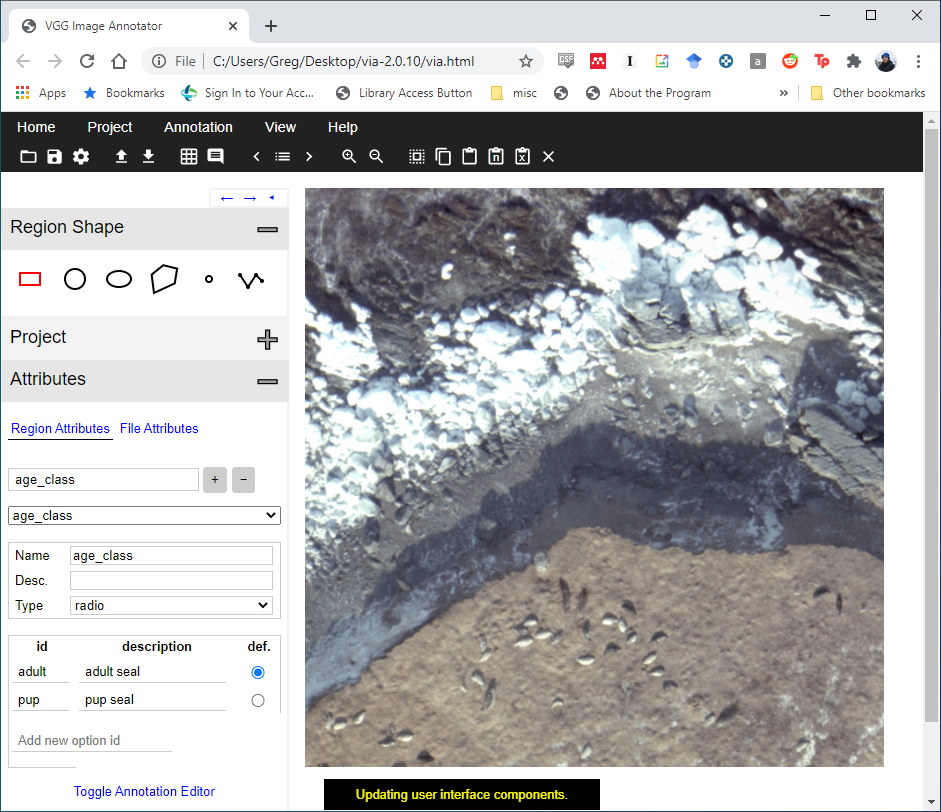 VGG Image Annotator
File
C:/Users/Greg/Desktop/via-2.0.10/via.html
CSL
I
a
Tp
Apps
Bookmarks
Sign In to Your Acc...
Library Access Button
misc
About the Program
»
Other bookmarks
Home
Project
Annotation
View
Help
n
x
← →
Region Shape
Project
Attributes
Region Attributes
File Attributes
age_class
+
−
age_class
Name age_class
Desc.
Type radio
id description def.
adult adult seal
pup pup seal
Add new option id
Toggle Annotation Editor
Updating user interface components.